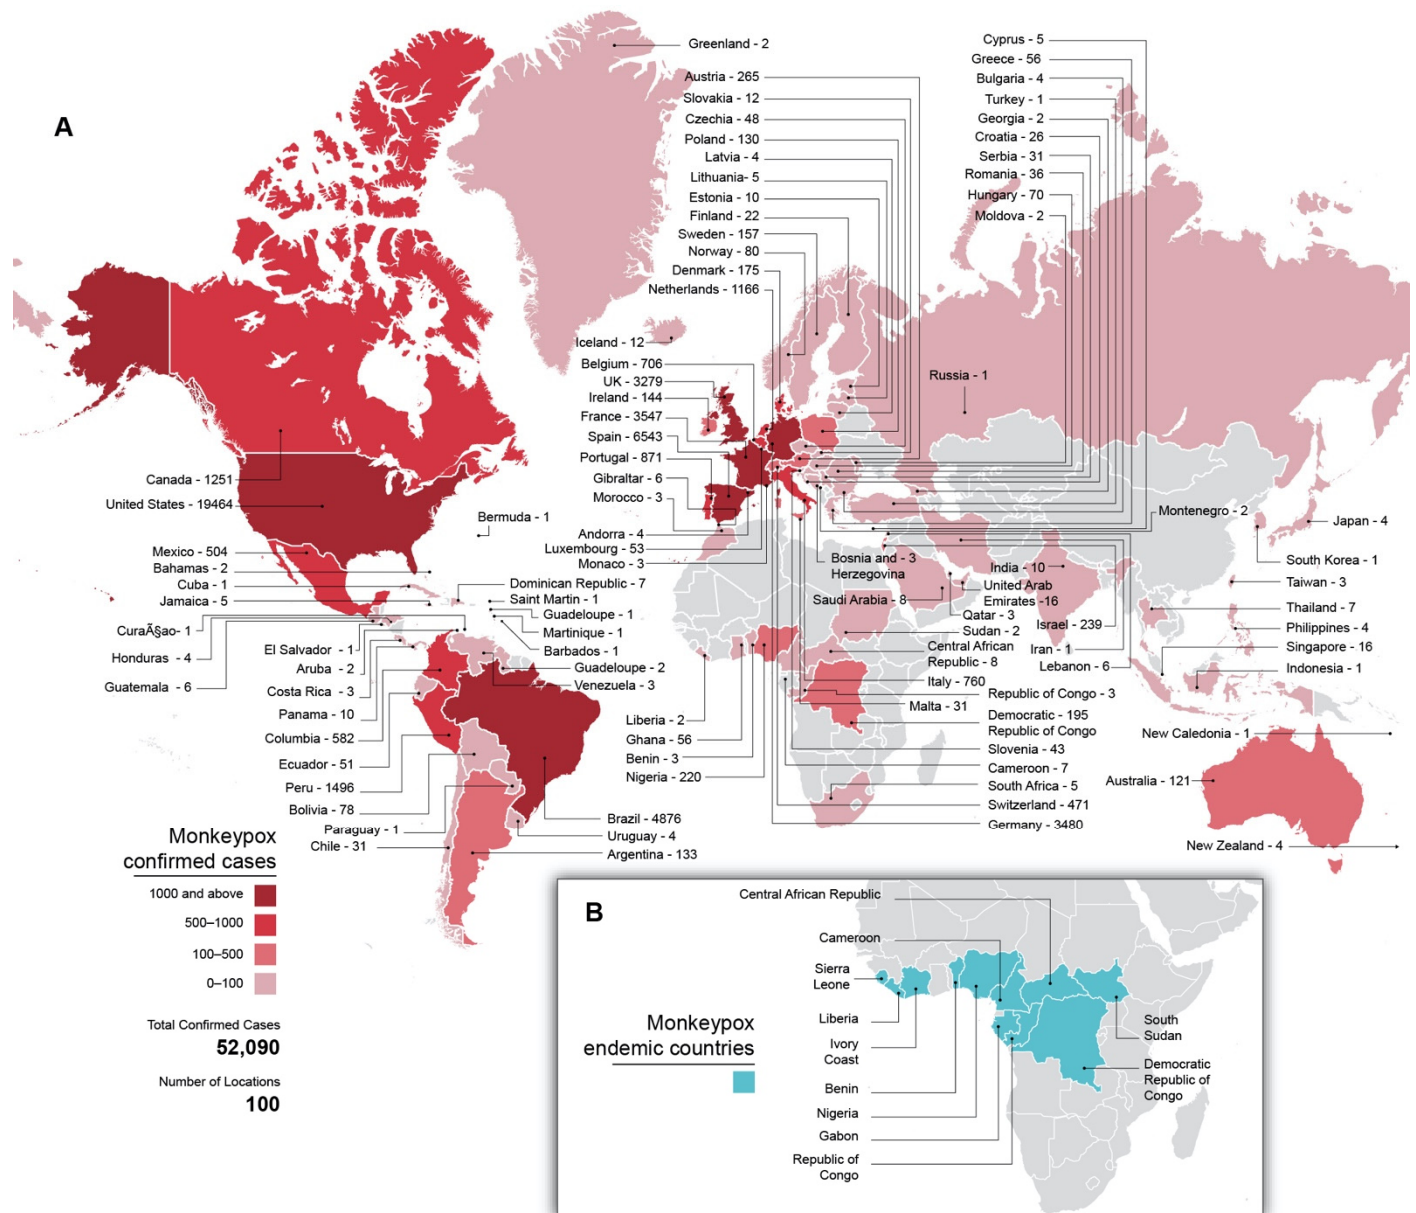 A
Greenland - 2
Austria - 265
Slovakia - 12
Czechia - 48
Poland - 130
Latvia - 4
Lithuania- 5
Estonia - 10
Finland - 22
Sweden - 157
Norway - 80
Denmark - 175
Netherlands - 1166
Cyprus - 5
Greece - 56
Bulgaria - 4
Turkey - 1
Georgia - 2
Croatia - 26
Serbia - 31
Romania - 36
Hungary - 70
Moldova - 2
Iceland - 12
Belgium - 706
UK - 3279
Ireland - 144
France - 3547
Spain - 6543
Portugal - 871
Gibraltar - 6
Morocco - 3
Andorra - 4
Luxembourg - 53
Monaco - 3
Russia - 1
Canada - 1251
United States - 19464
Mexico - 504
Bahamas - 2
Cuba - 1
Jamaica - 5
CuraÃ§ao- 1
Honduras - 4
Guatemala - 6
Bermuda - 1
Dominican Republic - 7
Saint Martin - 1
Guadeloupe - 1
Martinique - 1
Barbados - 1
Guadeloupe - 2
Venezuela - 3
El Salvador - 1
Aruba - 2
Costa Rica - 3
Panama - 10
Columbia - 582
Ecuador - 51
Peru - 1496
Bolivia - 78
Paraguay - 1
Chile - 31
Brazil - 4876
Uruguay - 4
Argentina - 133
Montenegro - 2
Bosnia and - 3
Herzegovina
Saudi Arabia - 8
India - 10
United Arab
Emirates -16
Qatar - 3
Sudan - 2
Israel - 239
Iran - 1
Lebanon - 6
Central African
Republic - 8
Italy - 760
Republic of Congo - 3
Malta - 31
Democratic - 195
Republic of Congo
Slovenia - 43
Cameroon - 7
South Africa - 5
Switzerland - 471
Germany - 3480
Liberia - 2
Ghana - 56
Benin - 3
Nigeria - 220
Japan - 4
South Korea - 1
Taiwan - 3
Thailand - 7
Philippines - 4
Singapore - 16
Indonesia - 1
New Caledonia - 1
Australia - 121
New Zealand - 4
Monkeypox
confirmed cases
1000 and above
500–1000
100–500
0–100
Total Confirmed Cases
52,090
Number of Locations
100
B
Central African Republic
Cameroon
Sierra
Leone
Liberia
Ivory
Coast
Benin
Nigeria
Gabon
Republic of
Congo
South
Sudan
Democratic
Republic of
Congo
Monkeypox
endemic countries